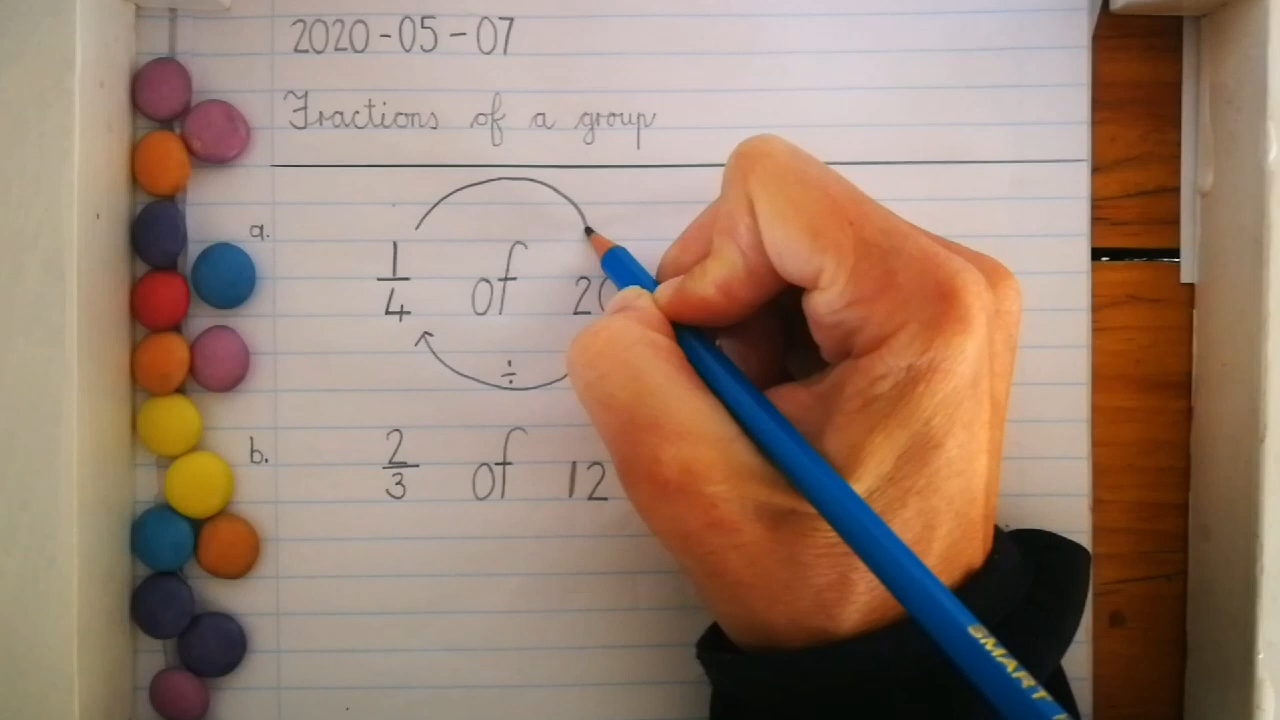 2020-05-07
Fractions of a group
a.
1/4 of 20
÷
b.
2/3 of 12
SMART